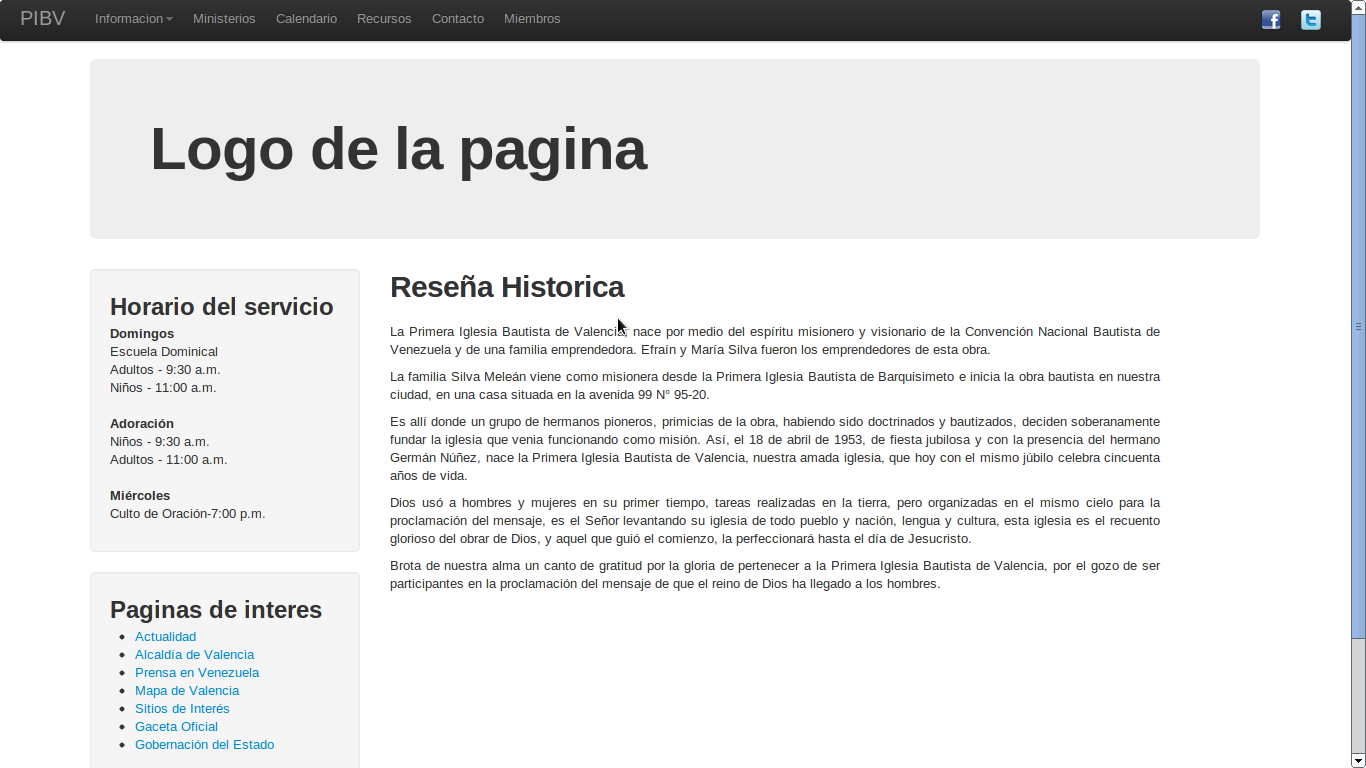 PIBV Informacion Ministerios Calendario Recursos Contacto Miembros
Logo de la pagina
Horario del servicio
Domingos
Escuela Dominical
Adultos - 9:30 a.m.
Niños - 11:00 a.m.
Adoración
Niños - 9:30 a.m.
Adultos - 11:00 a.m.
Miércoles
Culto de Oración-7:00 p.m.
Paginas de interes
Actualidad
Alcaldía de Valencia
Prensa en Venezuela
Mapa de Valencia
Sitios de Interés
Gaceta Oficial
Gobernación del Estado
Reseña Historica
La Primera Iglesia Bautista de Valencia, nace por medio del espíritu misionero y visionario de la Convención Nacional Bautista de
Venezuela y de una familia emprendedora. Efraín y María Silva fueron los emprendedores de esta obra.
La familia Silva Meleán viene como misionera desde la Primera Iglesia Bautista de Barquisimeto e inicia la obra bautista en nuestra
ciudad, en una casa situada en la avenida 99 N° 95-20.
Es allí donde un grupo de hermanos pioneros, primicias de la obra, habiendo sido doctrinados y bautizados, deciden soberanamente
fundar la iglesia que venia funcionando como misión. Así, el 18 de abril de 1953, de fiesta jubilosa y con la presencia del hermano
Germán Núñez, nace la Primera Iglesia Bautista de Valencia, nuestra amada iglesia, que hoy con el mismo júbilo celebra cincuenta
años de vida.
Dios usó a hombres y mujeres en su primer tiempo, tareas realizadas en la tierra, pero organizadas en el mismo cielo para la
proclamación del mensaje, es el Señor levantando su iglesia de todo pueblo y nación, lengua y cultura, esta iglesia es el recuento
glorioso del obrar de Dios, y aquel que guió el comienzo, la perfeccionará hasta el día de Jesucristo.
Brota de nuestra alma un canto de gratitud por la gloria de pertenecer a la Primera Iglesia Bautista de Valencia, por el gozo de ser
participantes en la proclamación del mensaje de que el reino de Dios ha llegado a los hombres.